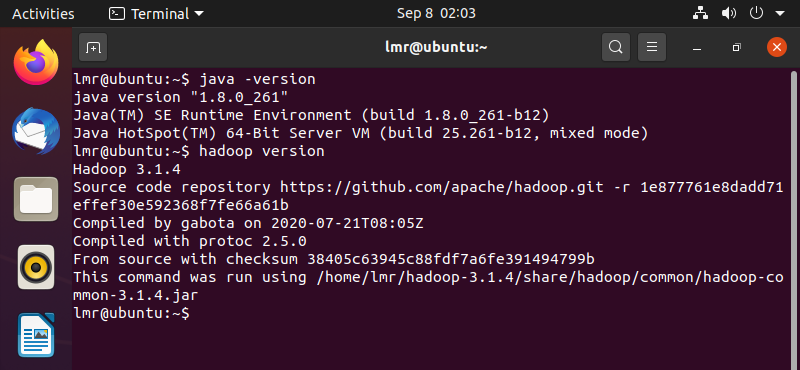 Activities Terminal Sep 8 02:03
lmr@ubuntu:~
lmr@ubuntu:~$ java -version
java version "1.8.0_261"
Java(TM) SE Runtime Environment (build 1.8.0_261-b12)
Java HotSpot(TM) 64-Bit Server VM (build 25.261-b12, mixed mode)
lmr@ubuntu:~$ hadoop version
Hadoop 3.1.4
Source code repository https://github.com/apache/hadoop.git -r 1e877761e8dadd71
effef30e592368f7fe66a61b
Compiled by gabota on 2020-07-21T08:05Z
Compiled with protoc 2.5.0
From source with checksum 38405c63945c88fdf7a6fe391494799b
This command was run using /home/lmr/hadoop-3.1.4/share/hadoop/common/hadoop-co
mmon-3.1.4.jar
lmr@ubuntu:~$